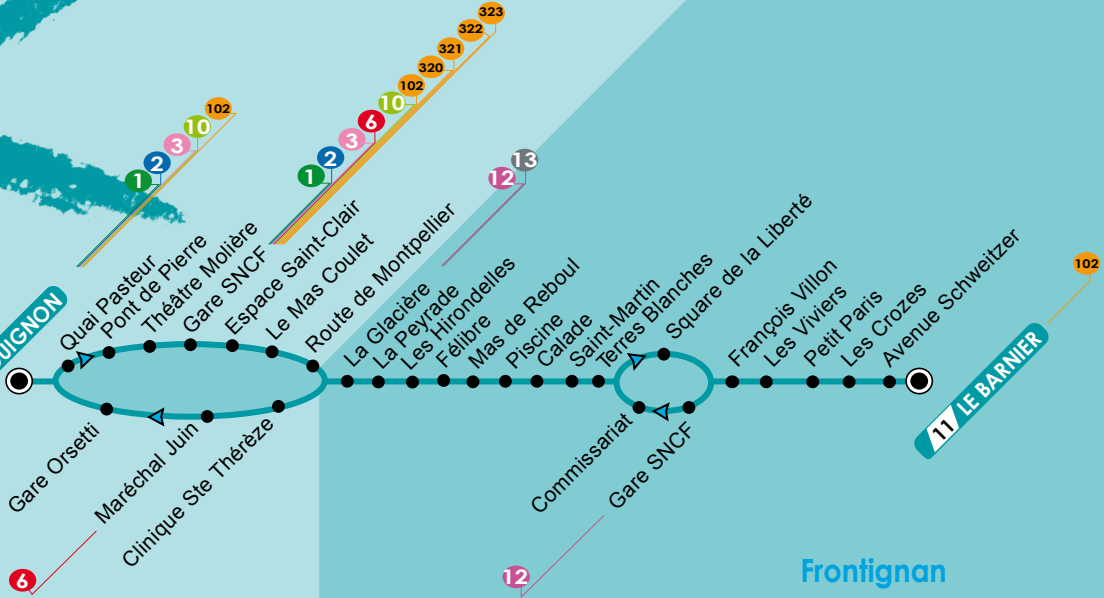 323
322
321
320
102
10
6
3
2
1
102
10
3
2
1
13
12
Quai Pasteur
Pont de Pierre
Théâtre Molière
Gare SNCF
Espace Saint-Clair
Le Mas Coulet
Route de Montpellier
La Glacière
La Peyrade
Les Hirondelles
Félibre
Mas de Reboul
Piscine
Calade
Saint-Martin
Terres Blanches
Square de la Liberté
François Villon
Les Viviers
Petit Paris
Les Crozes
Avenue Schweitzer
102
11 LE BARNIER
Gare Orsetti
Maréchal Juin
Clinique Ste Thérèze
Commissariat
Gare SNCF
6
12
Frontignan